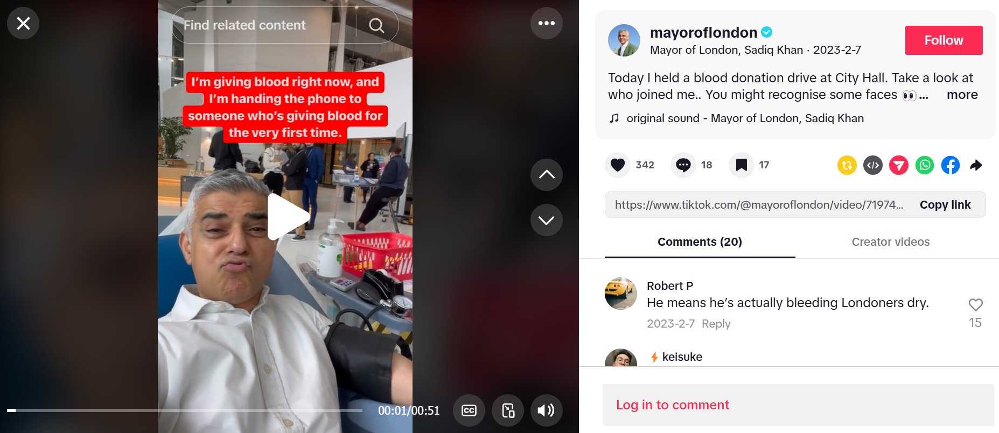 Find related content
I'm giving blood right now, and
I'm handing the phone to
someone who's giving blood for
the very first time.
00:01/00:51
CC
mayoroflondon
Mayor of London, Sadiq Khan · 2023-2-7
Follow
Today I held a blood donation drive at City Hall. Take a look at
who joined me.. You might recognise some faces 👀... more
original sound - Mayor of London, Sadiq Khan
342
18
17
https://www.tiktok.com/@mayoroflondon/video/71974...
Copy link
Comments (20)
Creator videos
Robert P
He means he's actually bleeding Londoners dry.
2023-2-7 Reply
15
keisuke
Log in to comment